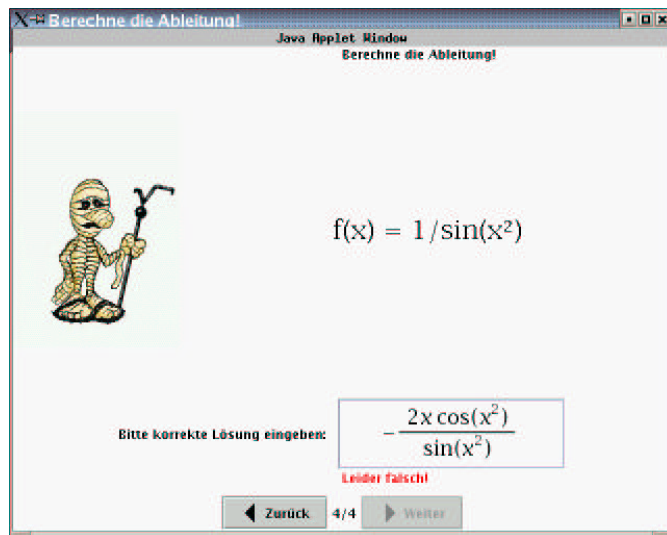 Berechne die Ableitung!
Java Applet Window
Berechne die Ableitung!
f(x) = 1/sin(x²)
Bitte korrekte Lösung eingeben:
- 2x cos(x²)
sin(x²)
Leider falsch!
Zurück 4/4 Weiter